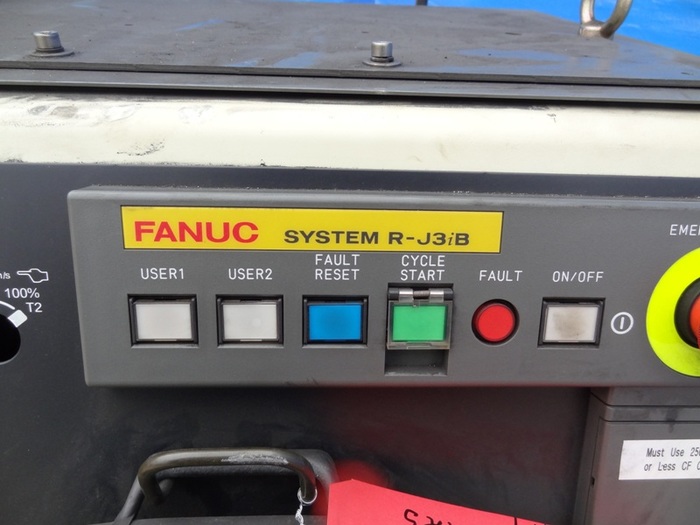 FANUC SYSTEM R-J3iB
USER1
USER2
FAULT
RESET
CYCLE
START
FAULT
ON/OFF
100%
T2
Must Use
or Less CF